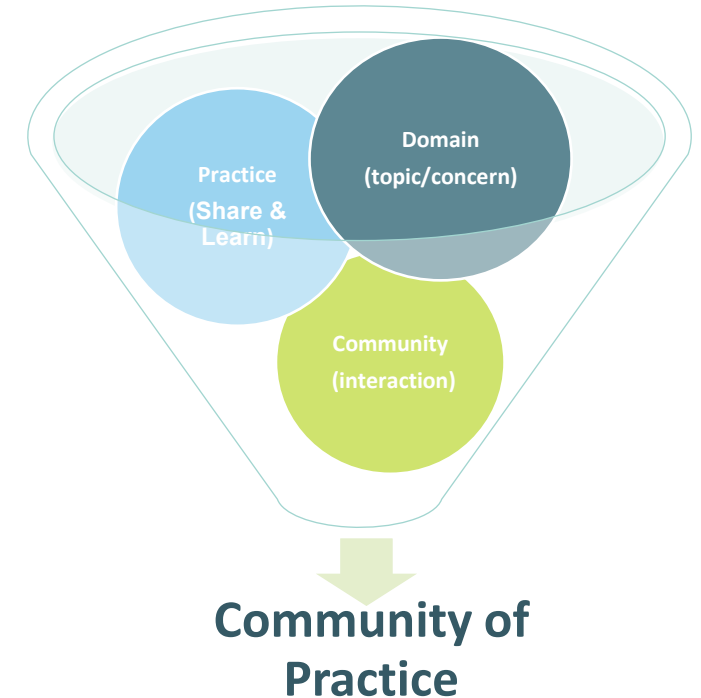 Domain
(topic/concern)
Practice
(Share &
Learn)
Community
(interaction)
Community of
Practice